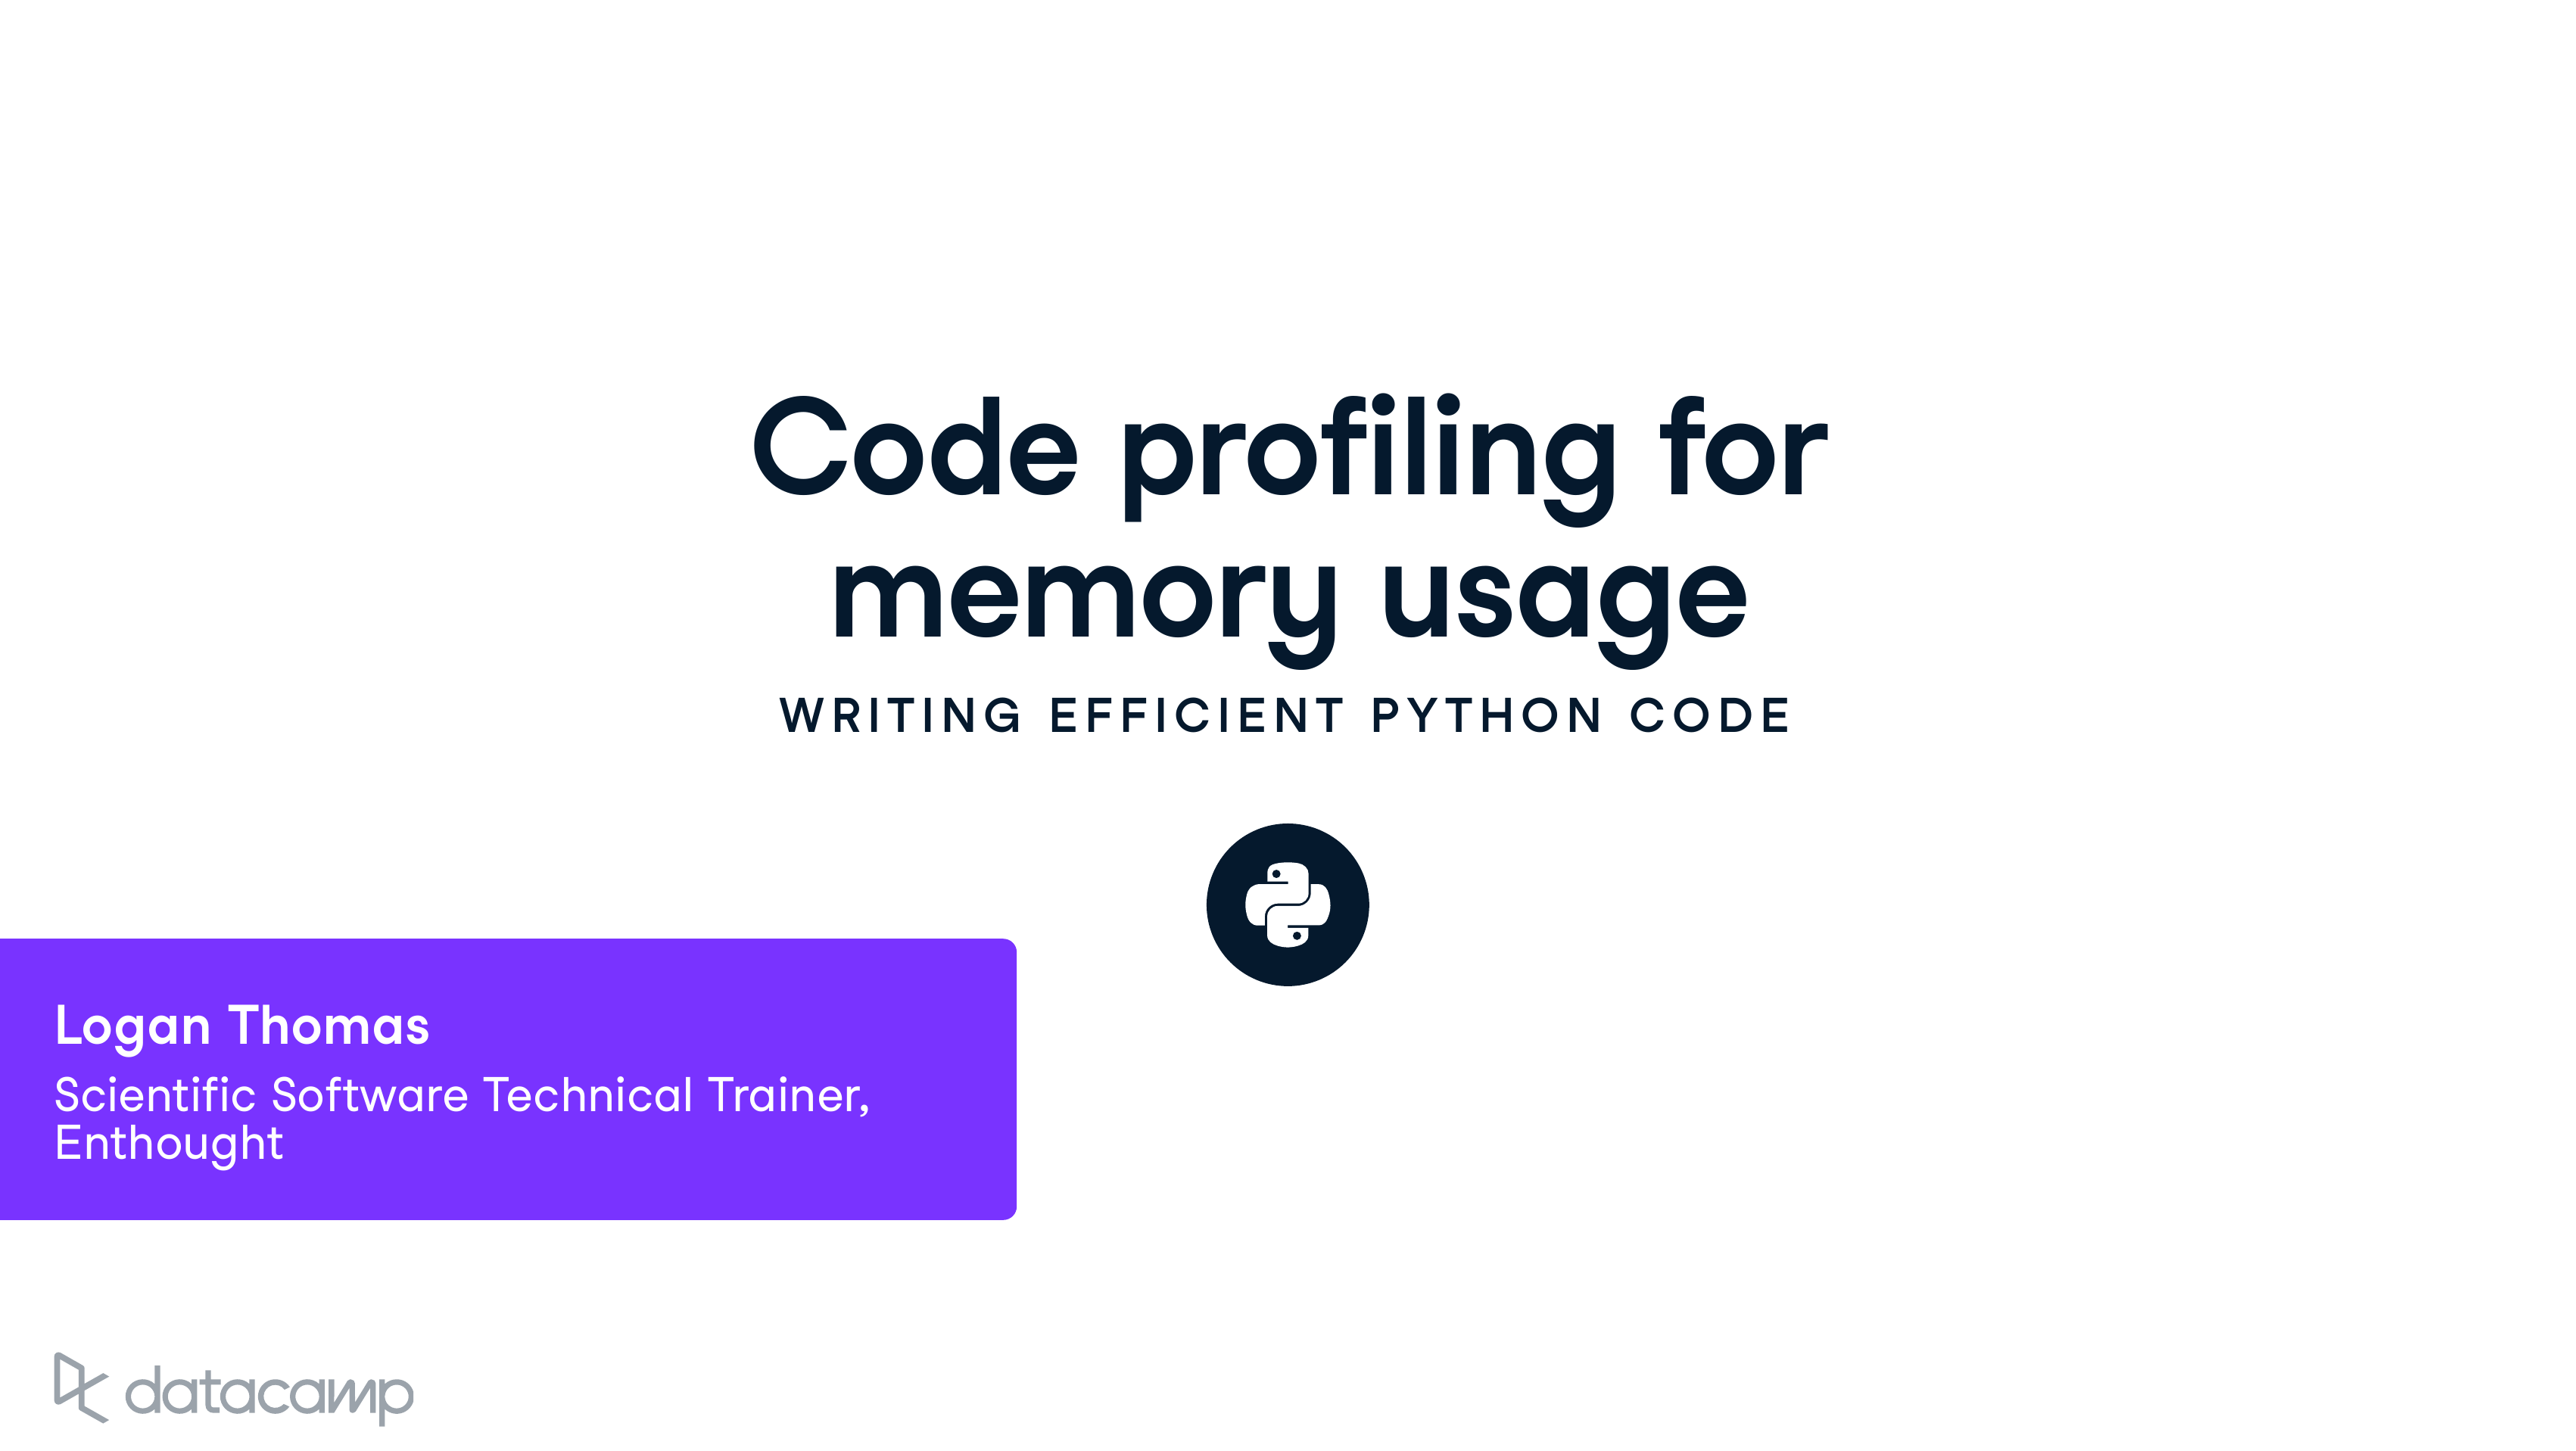 Code profiling for
memory usage
WRITING EFFICIENT PYTHON CODE
Logan Thomas
Scientific Software Technical Trainer,
Enthought
datacamp